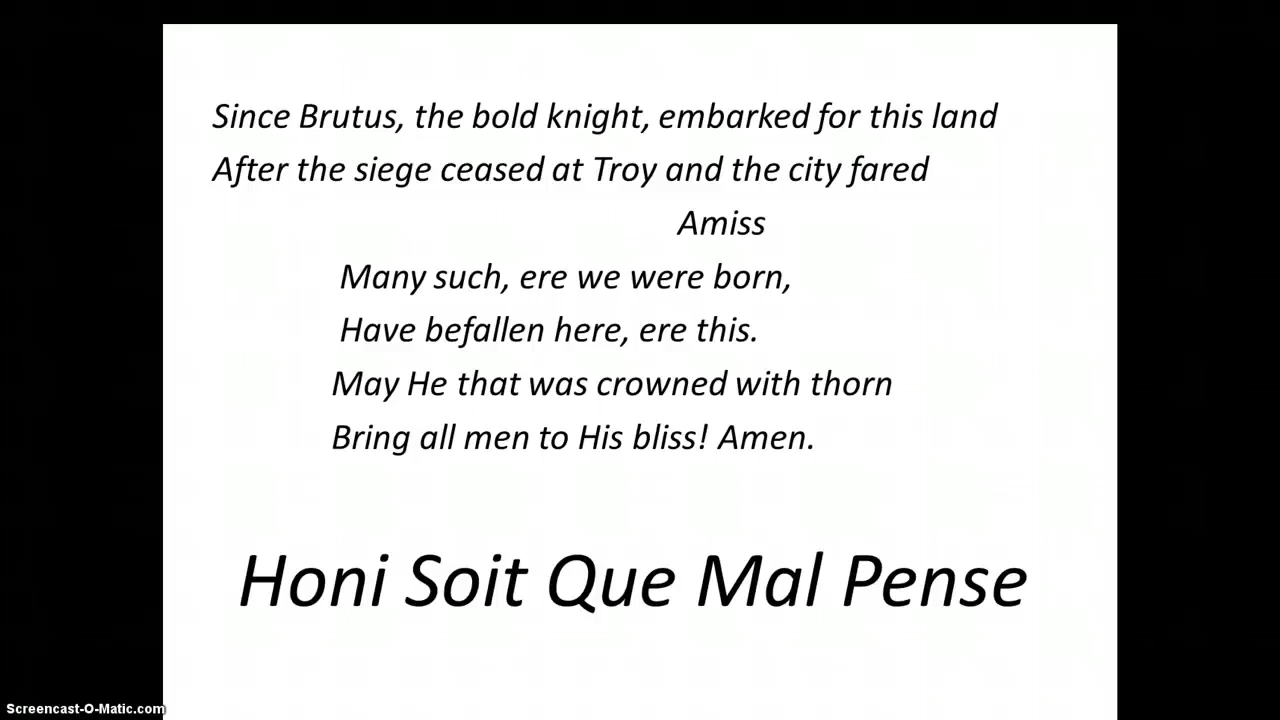 Since Brutus, the bold knight, embarked for this land
After the siege ceased at Troy and the city fared
Amiss
Many such, ere we were born,
Have befallen here, ere this.
May He that was crowned with thorn
Bring all men to His bliss! Amen.
Honi Soit Que Mal Pense
Screencast-O-Matic.com